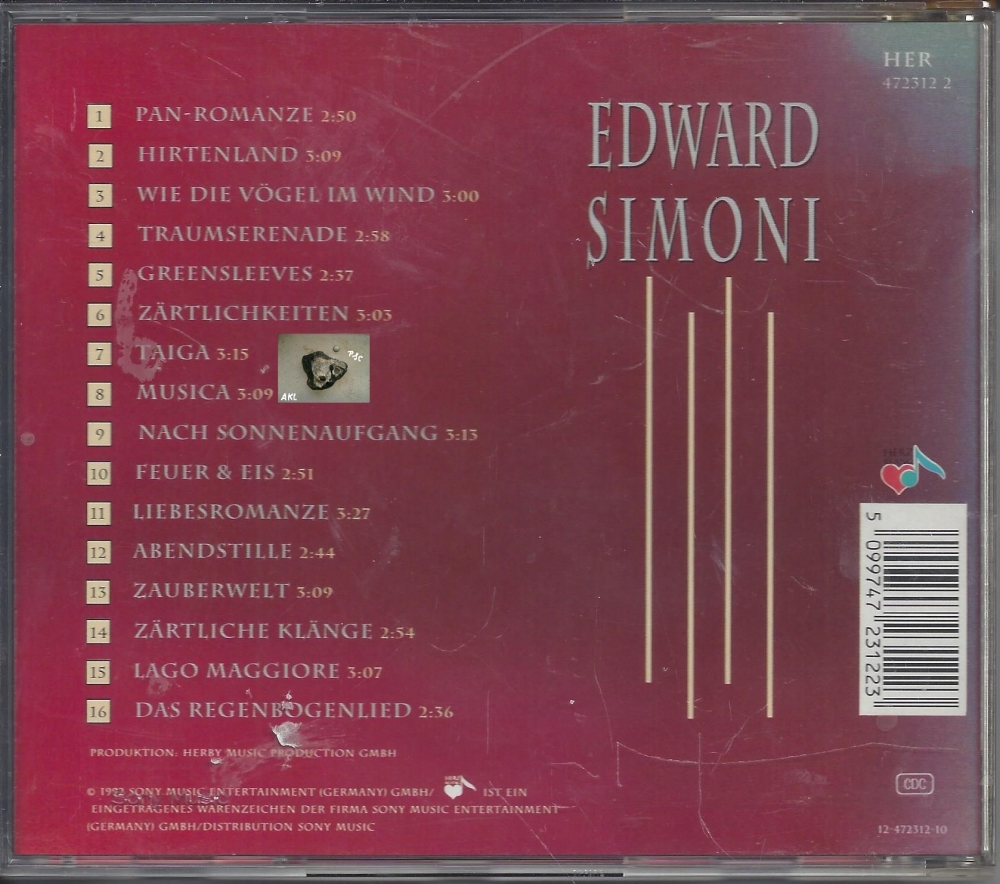 HER
472312 2
EDWARD
SIMONI
1 PAN-ROMANZE 2:50
2 HIRTENLAND 3:09
3 WIE DIE VÖGEL IM WIND 3:00
4 TRAUMSERENADE 2:58
5 GREENSLEEVES 2:37
6 ZÄRTLICHKEITEN 3:03
7 TAIGA 3:15
8 MUSICA 3:09
9 NACH SONNENAUFGANG 3:13
10 FEUER & EIS 2:51
11 LIEBESROMANZE 3:27
12 ABENDSTILLE 2:44
13 ZAUBERWELT 3:09
14 ZÄRTLICHE KLÄNGE 2:54
15 LAGO MAGGIORE 3:07
16 DAS REGENBOGENLIED 2:36
AKL
PRODUKTION: HERBY MUSIC PRODUCTION GMBH
© 1992 SONY MUSIC ENTERTAINMENT (GERMANY) GMBH/ IST EIN
EINGETRAGENES WARENZEICHEN DER FIRMA SONY MUSIC ENTERTAINMENT
(GERMANY) GMBH/DISTRIBUTION SONY MUSIC
5 099747 231223
CDC
12-472312-10